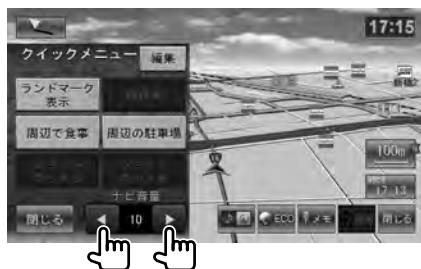 17:15
クイックメニュー
編集
ランドマーク
表示
周辺で食事
周辺の駐車場
ナビ音量
閉じる
10
100m
17:13
ECO
メモ
閉じる